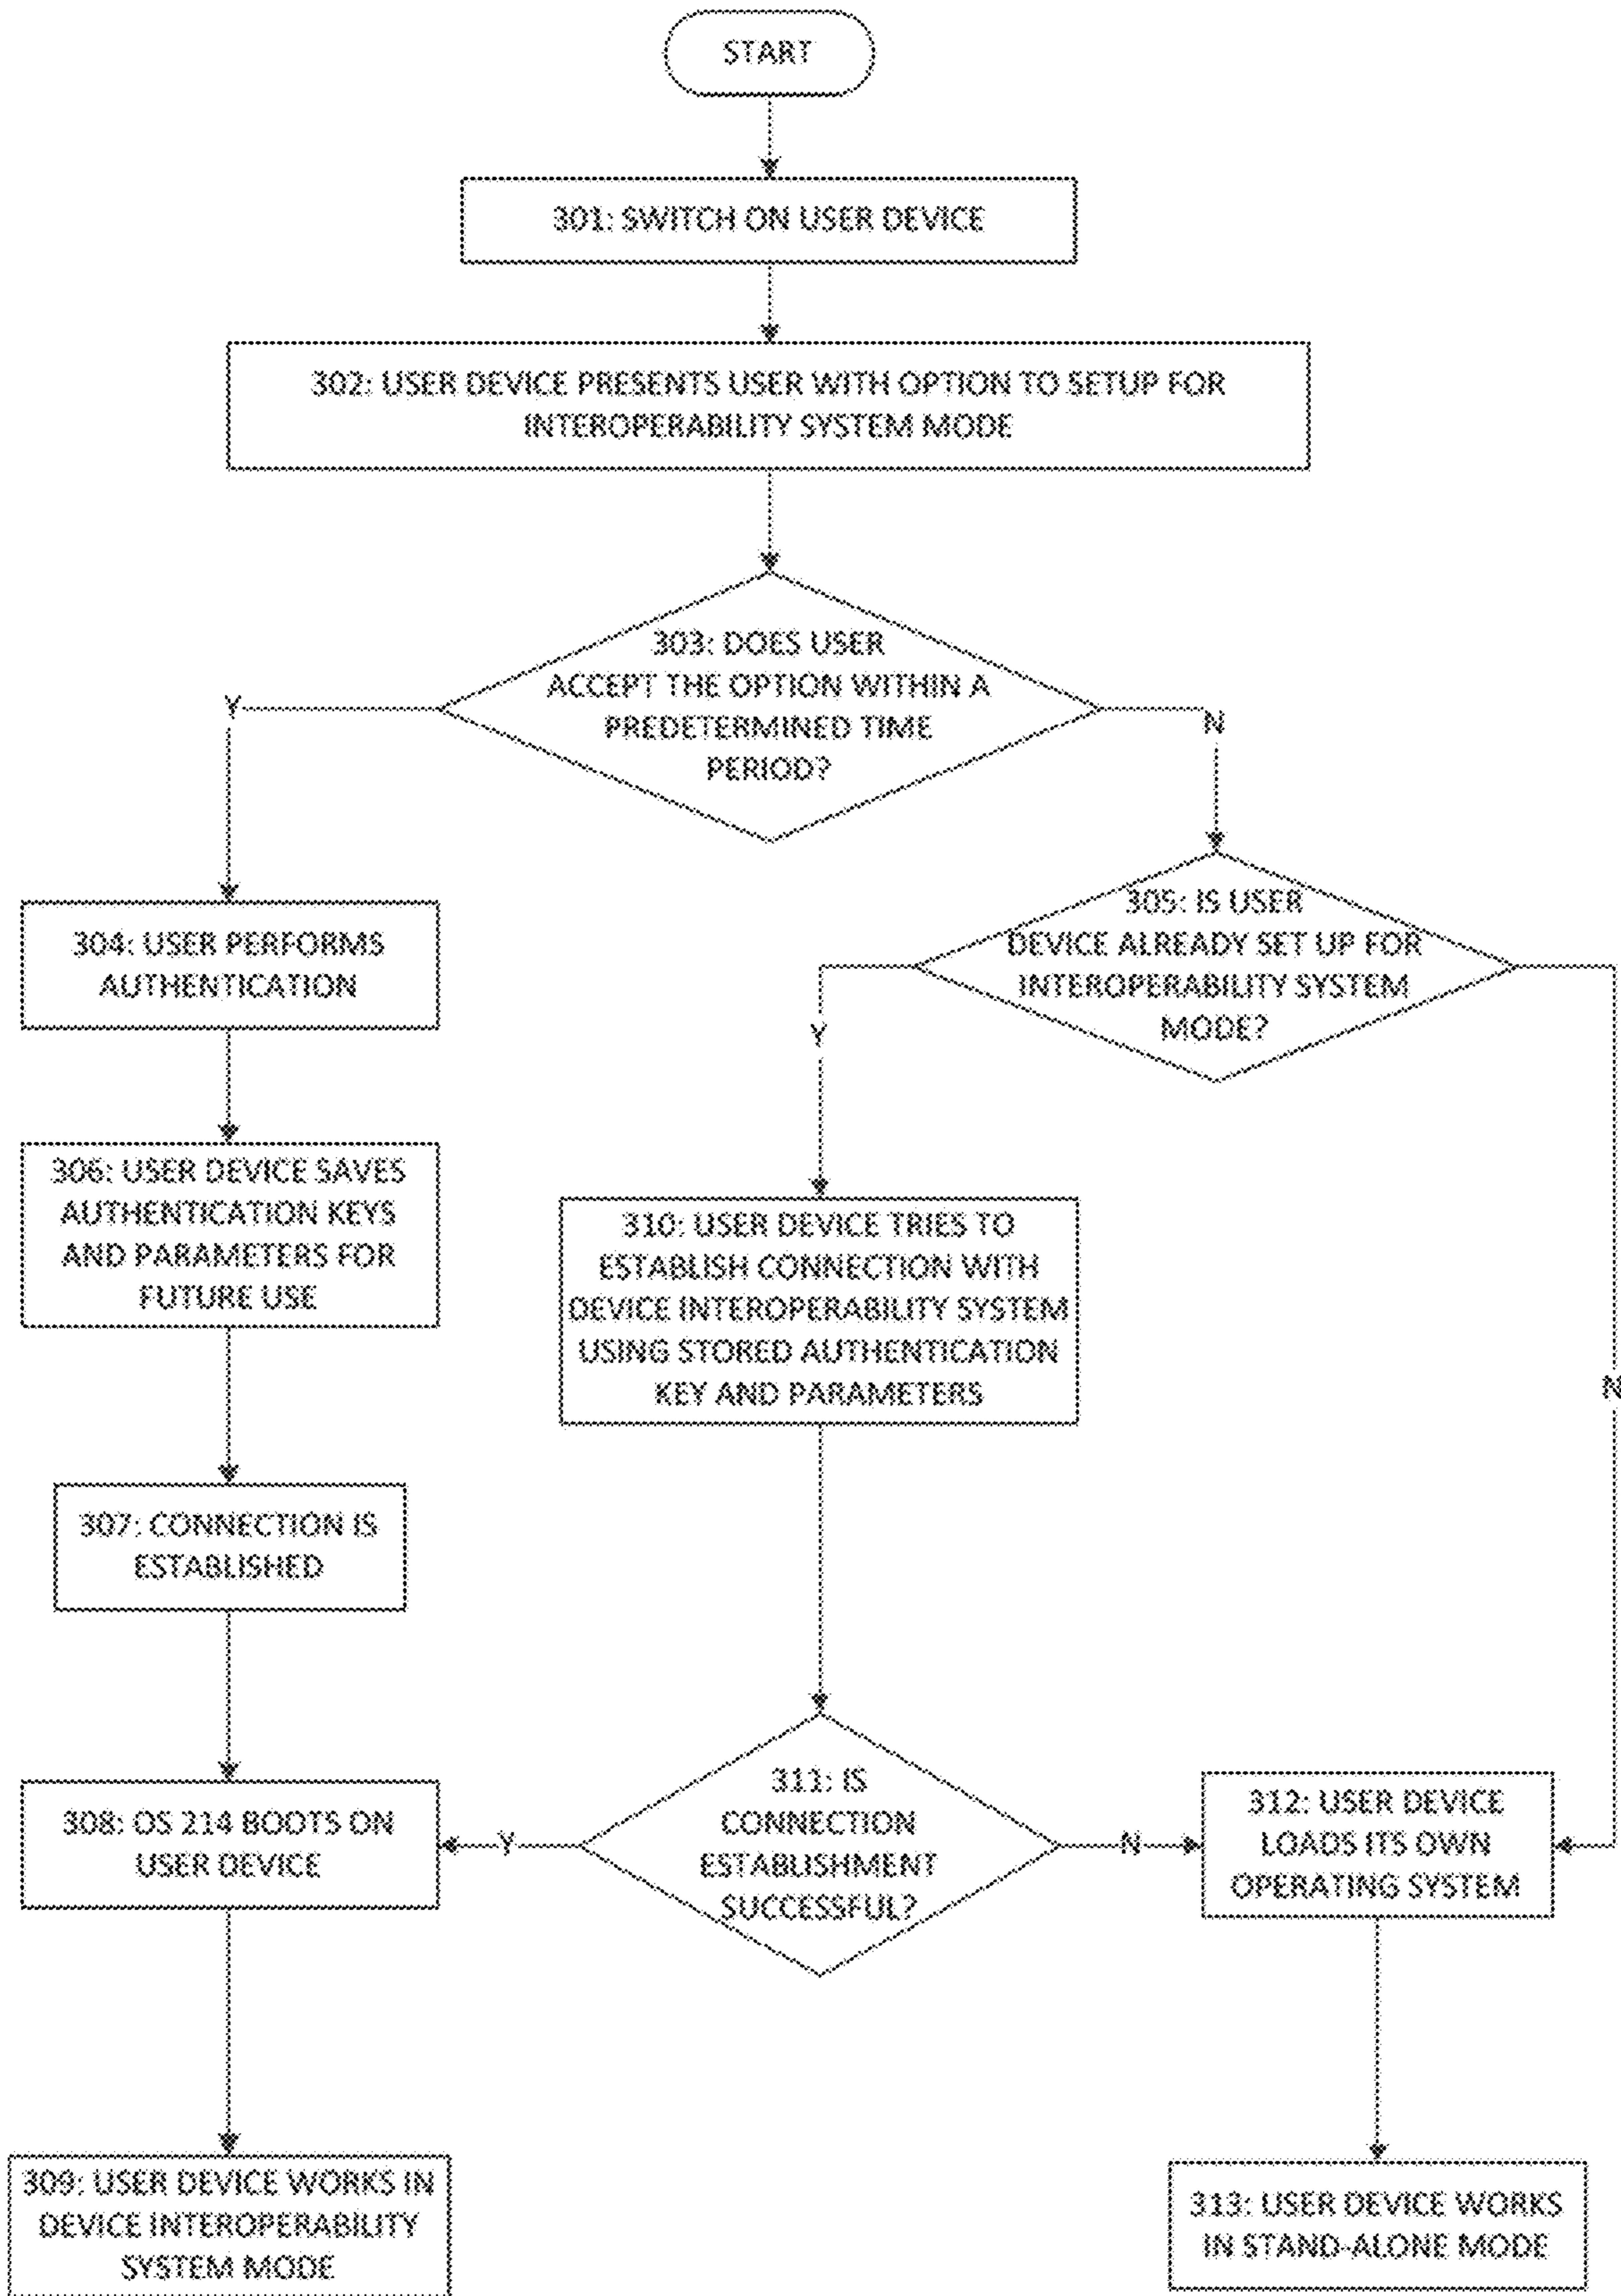 START
301: SWITCH ON USER DEVICE
302: USER DEVICE PRESENTS USER WITH OPTION TO SETUP FOR
INTEROPERABILITY SYSTEM MODE
303: DOES USER
ACCEPT THE OPTION WITHIN A
PREDETERMINED TIME
PERIOD?
Y
N
304: USER PERFORMS
AUTHENTICATION
305: IS USER
DEVICE ALREADY SET UP FOR
INTEROPERABILITY SYSTEM
MODE?
Y
N
306: USER DEVICE SAVES
AUTHENTICATION KEYS
AND PARAMETERS FOR
FUTURE USE
310: USER DEVICE TRIES TO
ESTABLISH CONNECTION WITH
DEVICE INTEROPERABILITY SYSTEM
USING STORED AUTHENTICATION
KEY AND PARAMETERS
307: CONNECTION IS
ESTABLISHED
308: OS 214 BOOTS ON
USER DEVICE
Y
311: IS
CONNECTION
ESTABLISHMENT
SUCCESSFUL?
N
312: USER DEVICE
LOADS ITS OWN
OPERATING SYSTEM
309: USER DEVICE WORKS IN
DEVICE INTEROPERABILITY
SYSTEM MODE
313: USER DEVICE WORKS
IN STAND-ALONE MODE